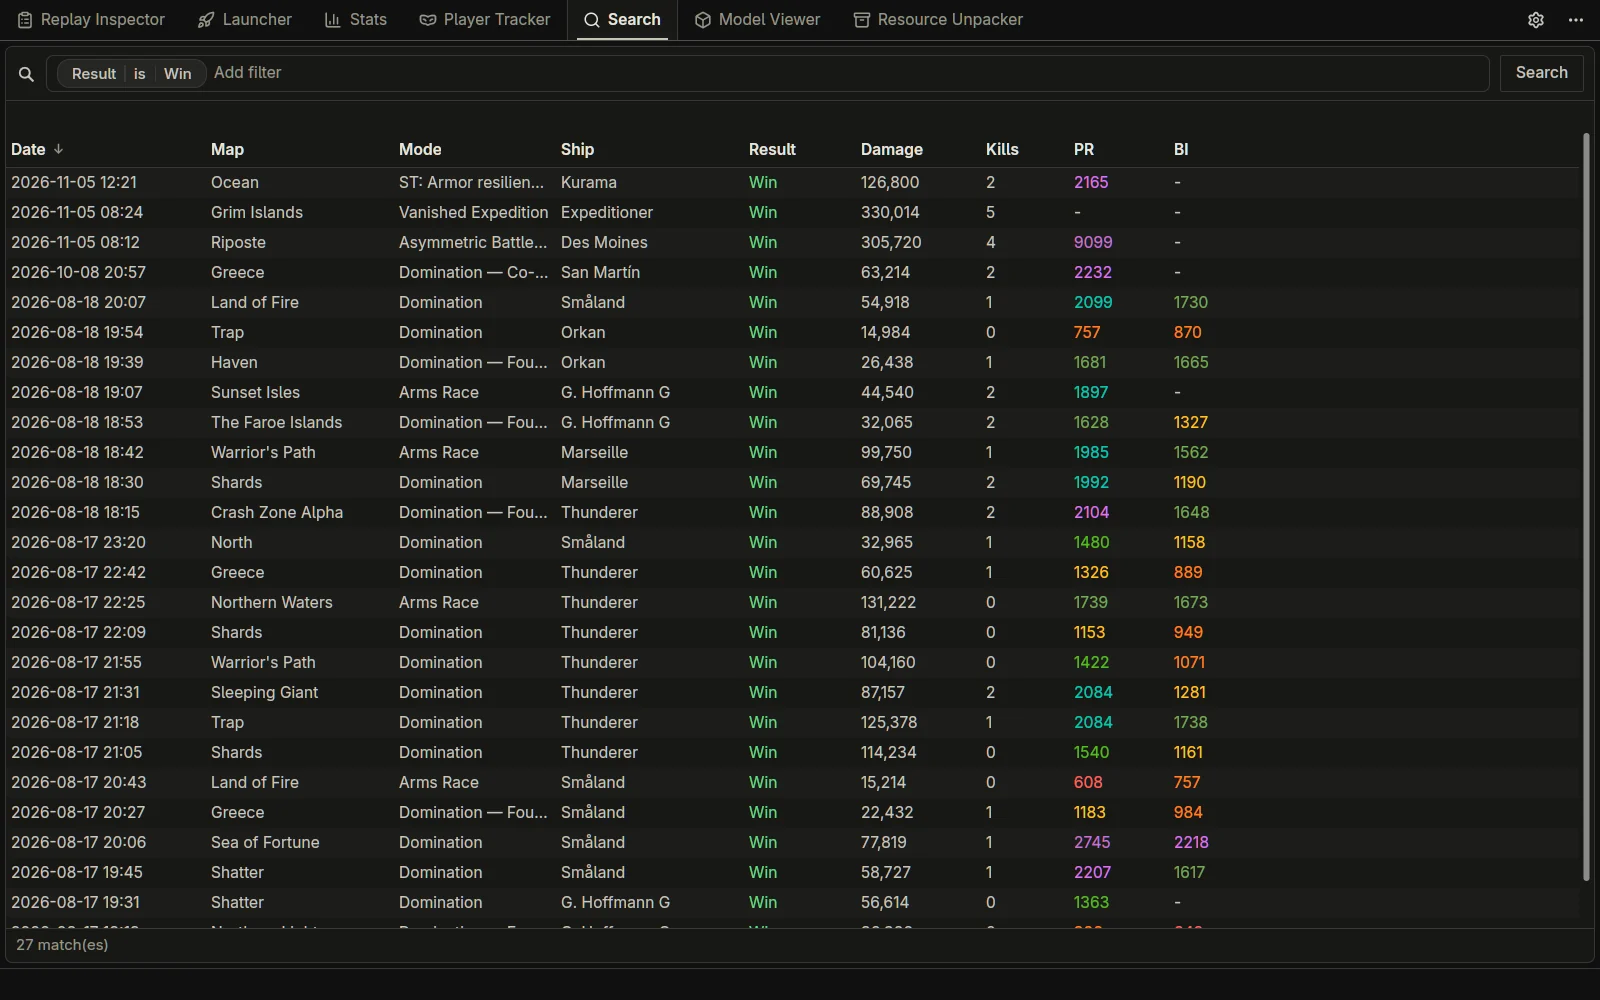 Replay Inspector Launcher Stats Player Tracker Search Model Viewer Resource Unpacker
Result is Win Add filter Search
Date ↓ Map Mode Ship Result Damage Kills PR BI
2026-11-05 12:21 Ocean ST: Armor resilien... Kurama Win 126,800 2 2165 -
2026-11-05 08:24 Grim Islands Vanished Expedition Expeditioner Win 330,014 5 - -
2026-11-05 08:12 Riposte Asymmetric Battle... Des Moines Win 305,720 4 9099 -
2026-10-08 20:57 Greece Domination — Co-... San Martín Win 63,214 2 2232 -
2026-08-18 20:07 Land of Fire Domination Småland Win 54,918 1 2099 1730
2026-08-18 19:54 Trap Domination Orkan Win 14,984 0 757 870
2026-08-18 19:39 Haven Domination — Fou... Orkan Win 26,438 1 1681 1665
2026-08-18 19:07 Sunset Isles Arms Race G. Hoffmann G Win 44,540 2 1897 -
2026-08-18 18:53 The Faroe Islands Domination — Fou... G. Hoffmann G Win 32,065 2 1628 1327
2026-08-18 18:42 Warrior's Path Arms Race Marseille Win 99,750 1 1985 1562
2026-08-18 18:30 Shards Domination Marseille Win 69,745 2 1992 1190
2026-08-18 18:15 Crash Zone Alpha Domination — Fou... Thunderer Win 88,908 2 2104 1648
2026-08-17 23:20 North Domination Småland Win 32,965 1 1480 1158
2026-08-17 22:42 Greece Domination Thunderer Win 60,625 1 1326 889
2026-08-17 22:25 Northern Waters Arms Race Thunderer Win 131,222 0 1739 1673
2026-08-17 22:09 Shards Domination Thunderer Win 81,136 0 1153 949
2026-08-17 21:55 Warrior's Path Domination Thunderer Win 104,160 0 1422 1071
2026-08-17 21:31 Sleeping Giant Domination Thunderer Win 87,157 2 2084 1281
2026-08-17 21:18 Trap Domination Thunderer Win 125,378 1 2084 1738
2026-08-17 21:05 Shards Domination Thunderer Win 114,234 0 1540 1161
2026-08-17 20:43 Land of Fire Arms Race Småland Win 15,214 0 608 757
2026-08-17 20:27 Greece Domination — Fou... Småland Win 22,432 1 1183 984
2026-08-17 20:06 Sea of Fortune Domination Småland Win 77,819 1 2745 2218
2026-08-17 19:45 Shatter Domination Småland Win 58,727 1 2207 1617
2026-08-17 19:31 Shatter Domination G. Hoffmann G Win 56,614 0 1363 -
27 match(es)